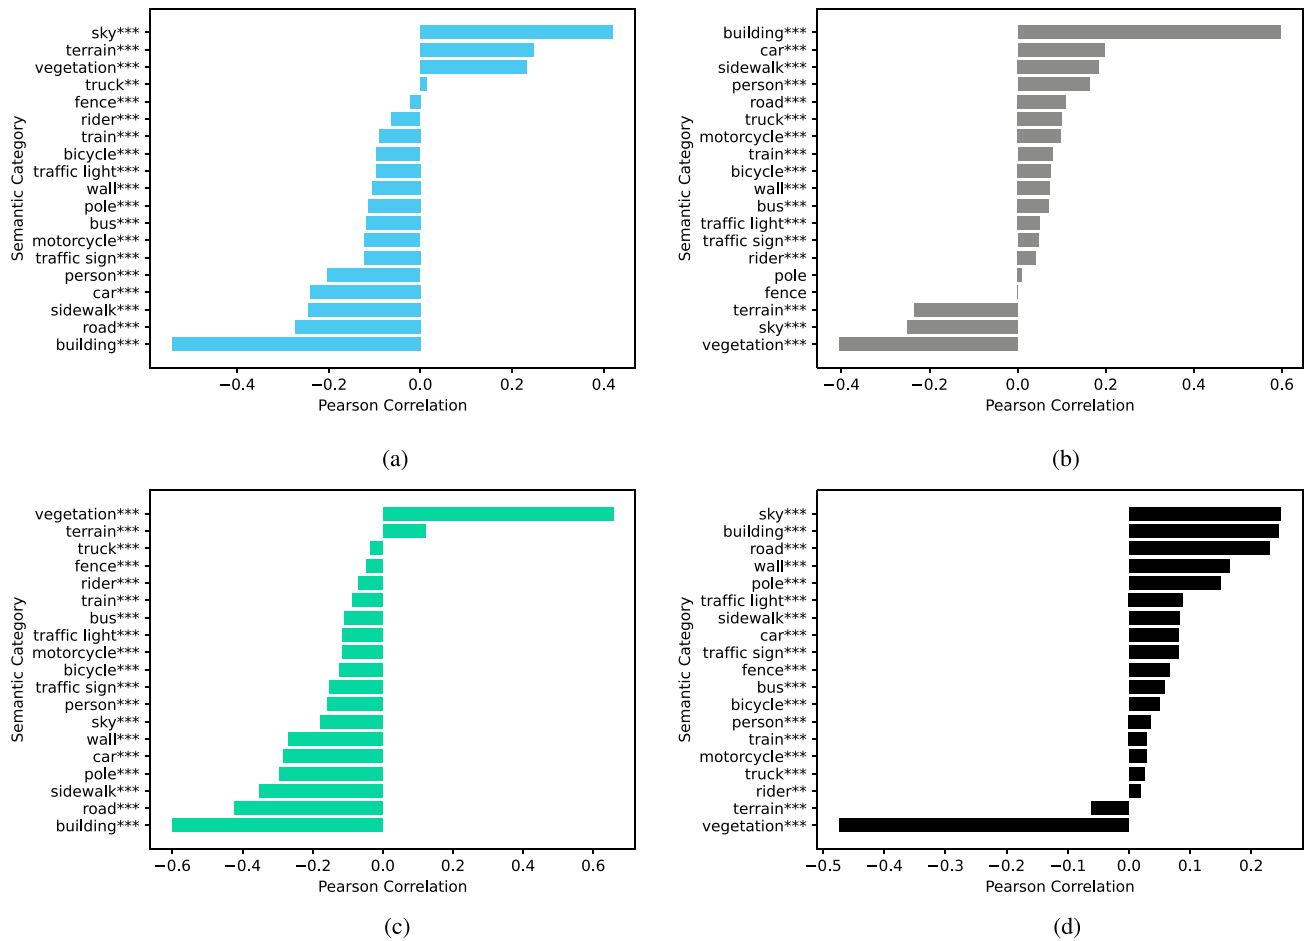 Semantic Category
sky***
terrain***
vegetation***
truck**
fence***
rider***
train***
bicycle***
traffic light***
wall***
pole***
bus***
motorcycle***
traffic sign***
person***
car***
sidewalk***
road***
building***
−0.4 −0.2 0.0 0.2 0.4
Pearson Correlation
(a)
Semantic Category
building***
car***
sidewalk***
person***
road***
truck***
motorcycle***
train***
bicycle***
wall***
bus***
traffic light***
traffic sign***
rider***
pole
fence
terrain***
sky***
vegetation***
−0.4 −0.2 0.0 0.2 0.4 0.6
Pearson Correlation
(b)
Semantic Category
vegetation***
terrain***
truck***
fence***
rider***
train***
bus***
traffic light***
motorcycle***
bicycle***
traffic sign***
person***
sky***
wall***
car***
pole***
sidewalk***
road***
building***
−0.6 −0.4 −0.2 0.0 0.2 0.4 0.6
Pearson Correlation
(c)
Semantic Category
sky***
building***
road***
wall***
pole***
traffic light***
sidewalk***
car***
traffic sign***
fence***
bus***
bicycle***
person***
train***
motorcycle***
truck***
rider**
terrain***
vegetation***
−0.5 −0.4 −0.3 −0.2 −0.1 0.0 0.1 0.2
Pearson Correlation
(d)